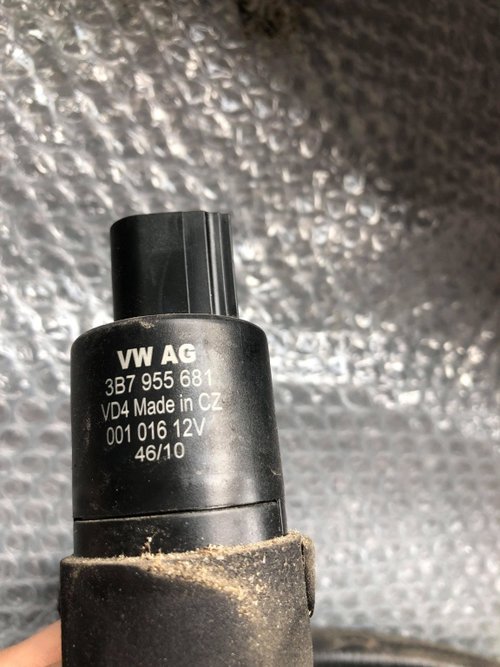 VW AG
3B7 955 681
VD4 Made in CZ
001 016 12V
46/10